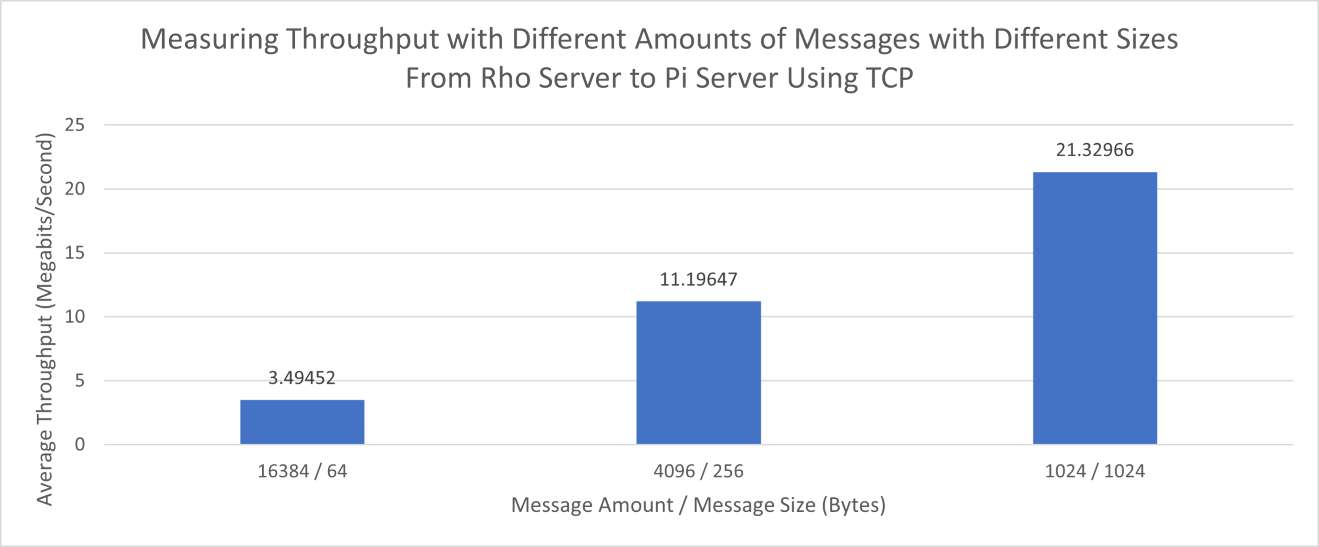 Measuring Throughput with Different Amounts of Messages with Different Sizes
From Rho Server to Pi Server Using TCP
Average Throughput (Megabits/Second)
25
20
15
10
5
0
3.49452
11.19647
21.32966
16384 / 64
4096 / 256
1024 / 1024
Message Amount / Message Size (Bytes)